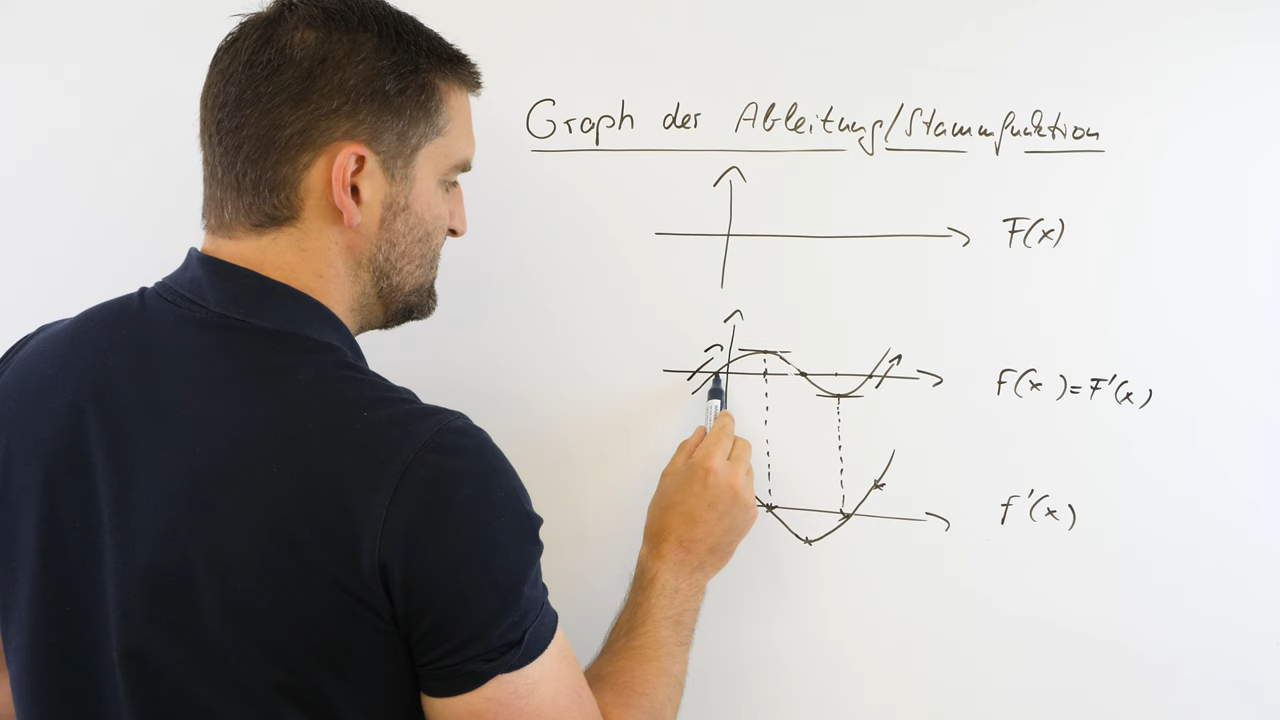 Graph der Ableitung/Stammfunktion
F(x)
f(x)=F'(x)
f'(x)